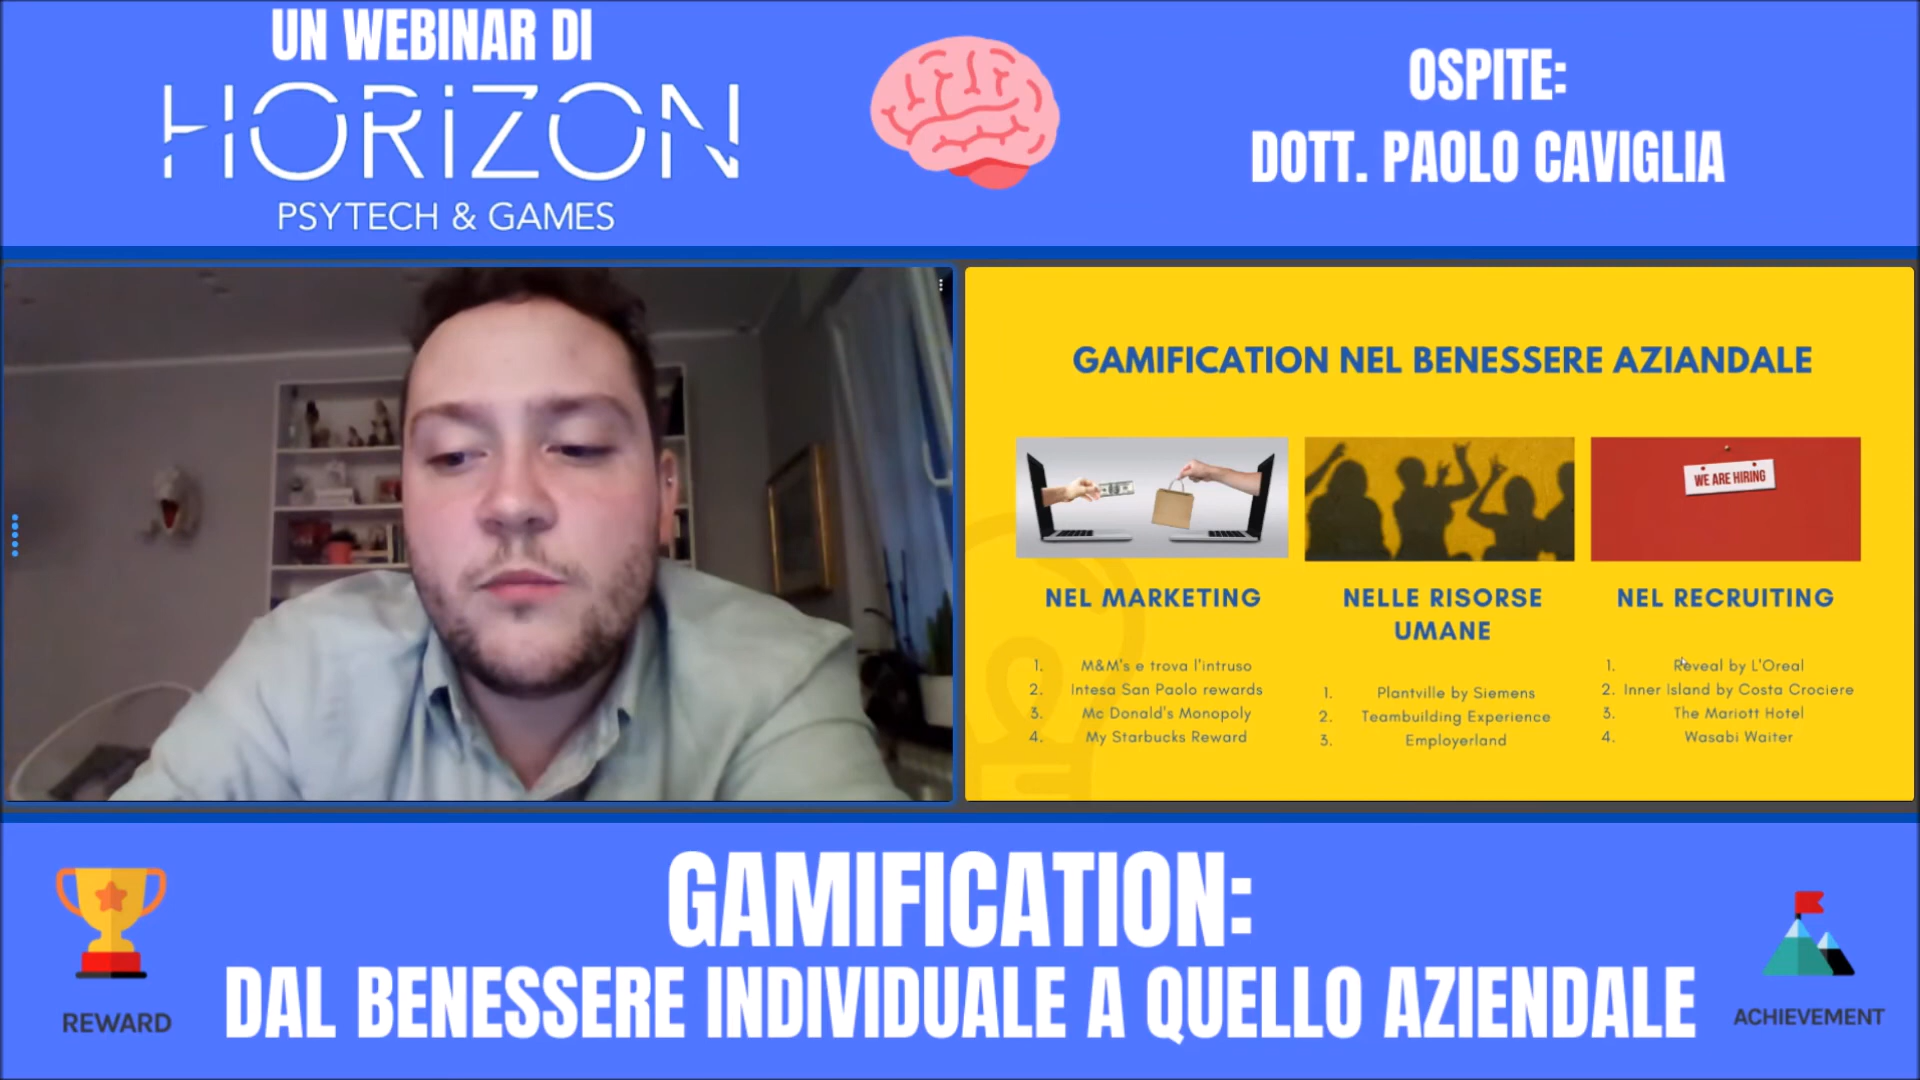 UN WEBINAR DI
HORiZON
PSYTECH & GAMES
OSPITE:
DOTT. PAOLO CAVIGLIA
GAMIFICATION NEL BENESSERE AZIANDALE
WE ARE HIRING
NEL MARKETING
1. M&M's e trova l'intruso
2. Intesa San Paolo rewards
3. Mc Donald's Monopoly
4. My Starbucks Reward
NELLE RISORSE
UMANE
1. Plantville by Siemens
2. Teambuilding Experience
3. Employerland
NEL RECRUITING
1. Reveal by L'Oreal
2. Inner Island by Costa Crociere
3. The Mariott Hotel
4. Wasabi Waiter
REWARD
GAMIFICATION:
DAL BENESSERE INDIVIDUALE A QUELLO AZIENDALE
ACHIEVEMENT